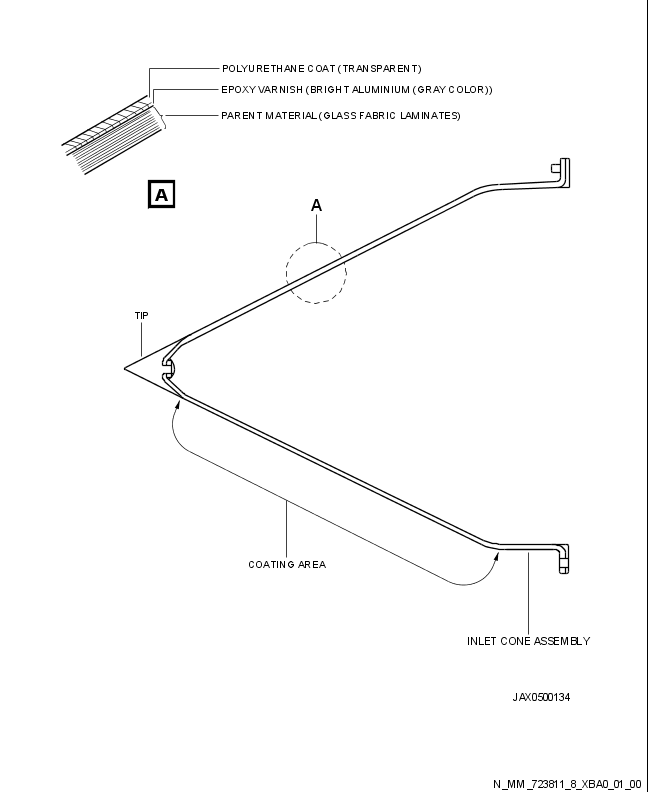 POLYURETHANE COAT (TRANSPARENT)
EPOXY VARNISH (BRIGHT ALUMINIUM (GRAY COLOR))
PARENT MATERIAL (GLASS FABRIC LAMINATES)
A
A
TIP
COATING AREA
INLET CONE ASSEMBLY
JAX0500134
N_MM_723811_8_XBA0_01_00